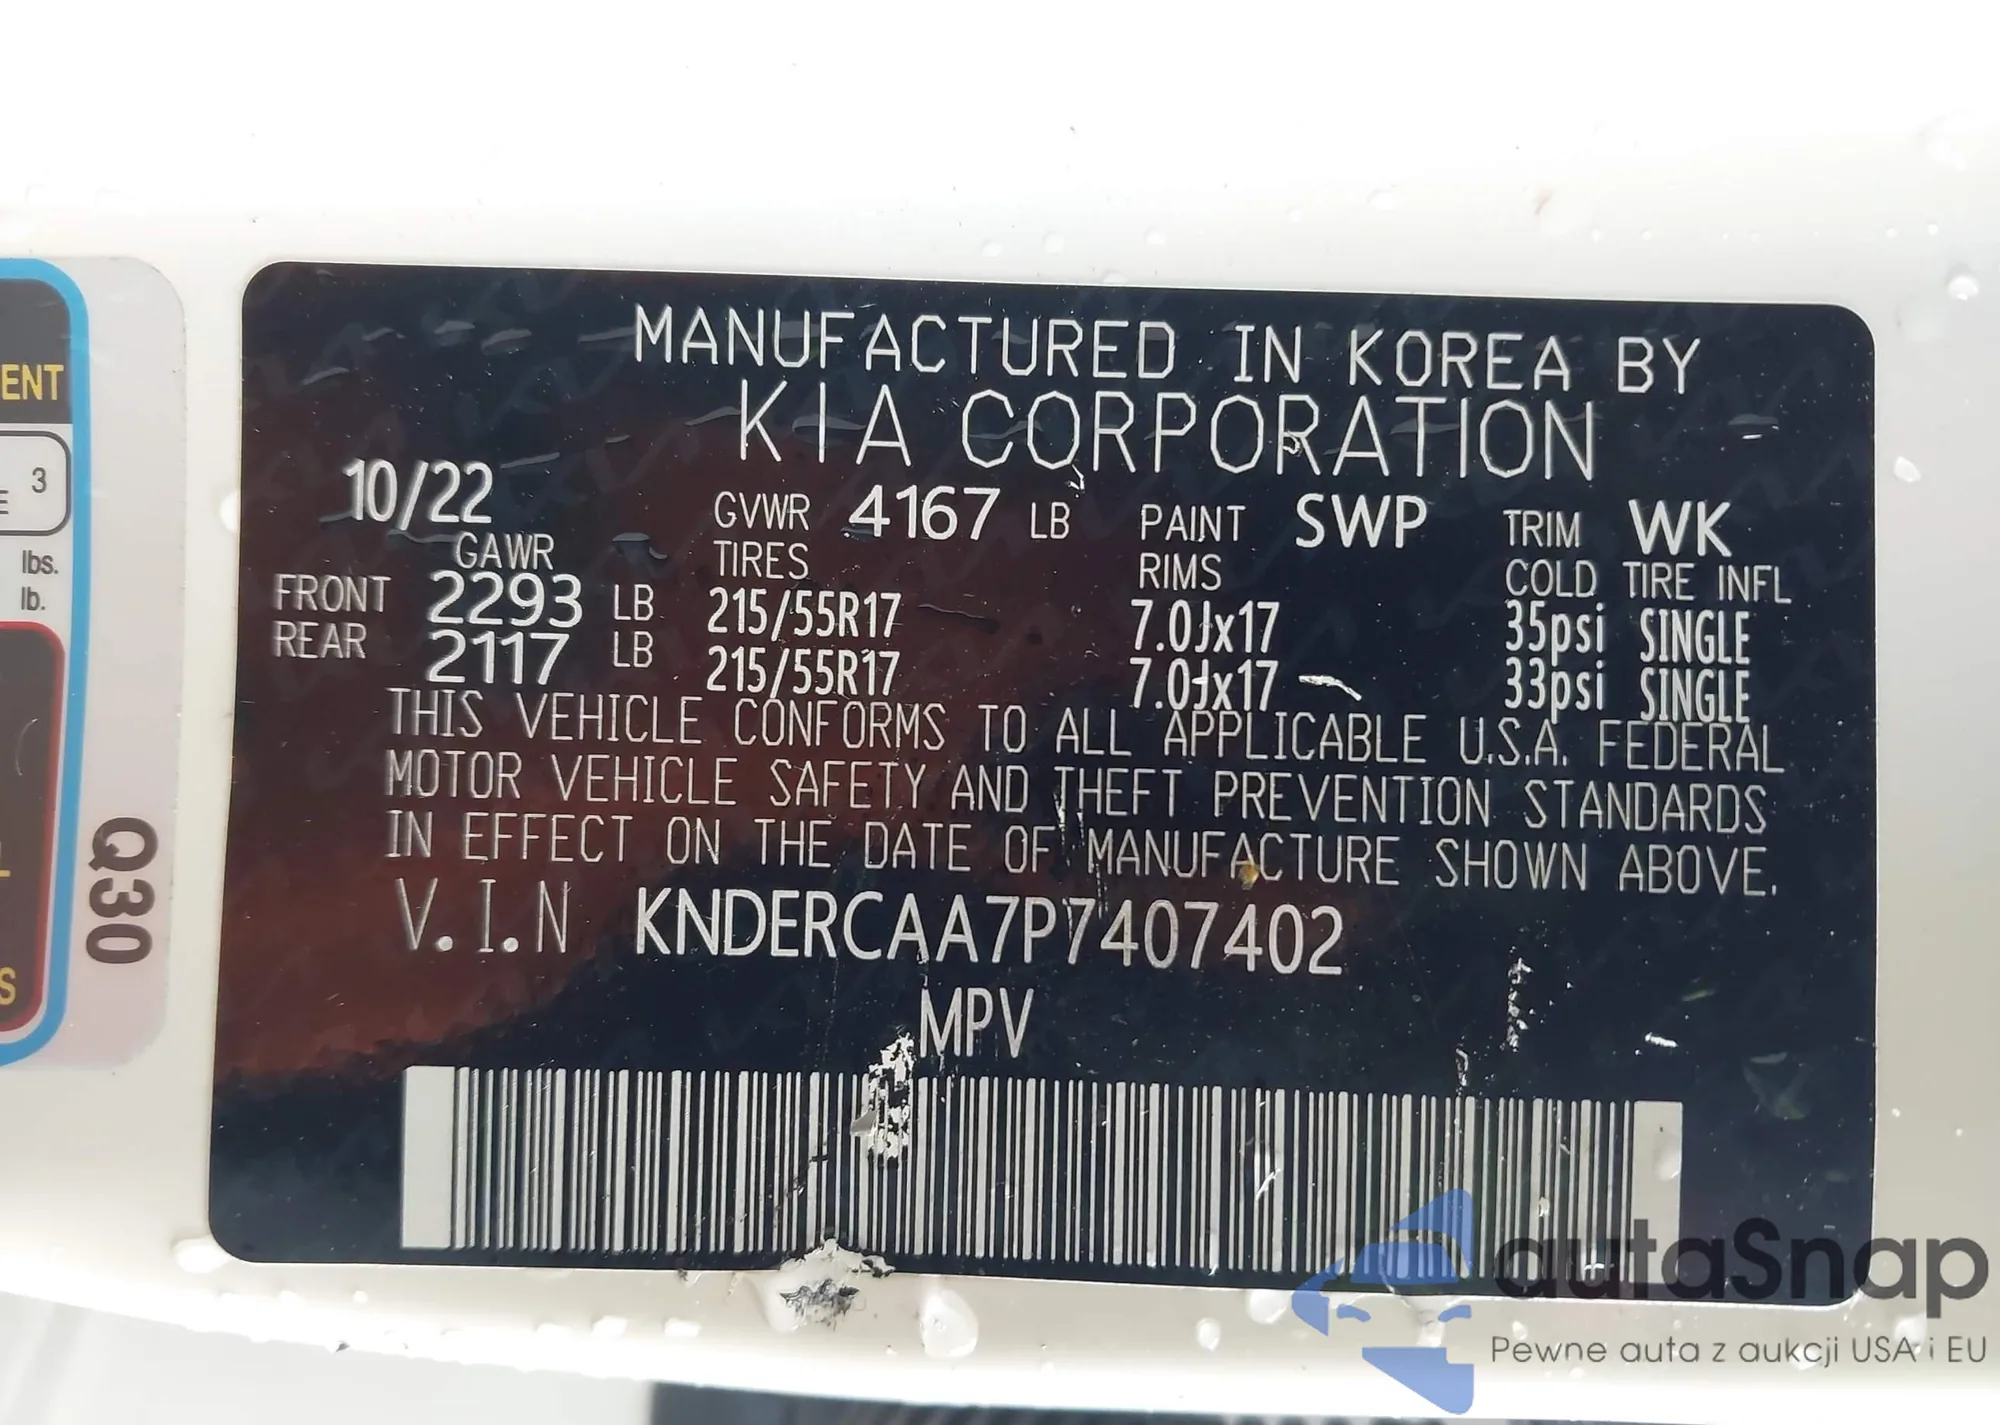 MANUFACTURED IN KOREA BY
KIA CORPORATION
10/22 GVWR 4167 LB PAINT SWP TRIM WK
GAWR TIRES RIMS COLD TIRE INFL
FRONT 2293 LB 215/55R17 7.0Jx17 35psi SINGLE
REAR 2117 LB 215/55R17 7.0Jx17 33psi SINGLE
THIS VEHICLE CONFORMS TO ALL APPLICABLE U.S.A. FEDERAL
MOTOR VEHICLE SAFETY AND THEFT PREVENTION STANDARDS
IN EFFECT ON THE DATE OF MANUFACTURE SHOWN ABOVE.
V.I.N KNDERCAA7P7407402
MPV
ENT
3
E
lbs.
lb.
S
Q30
autaSnap
Pewne auta z aukcji USA i EU